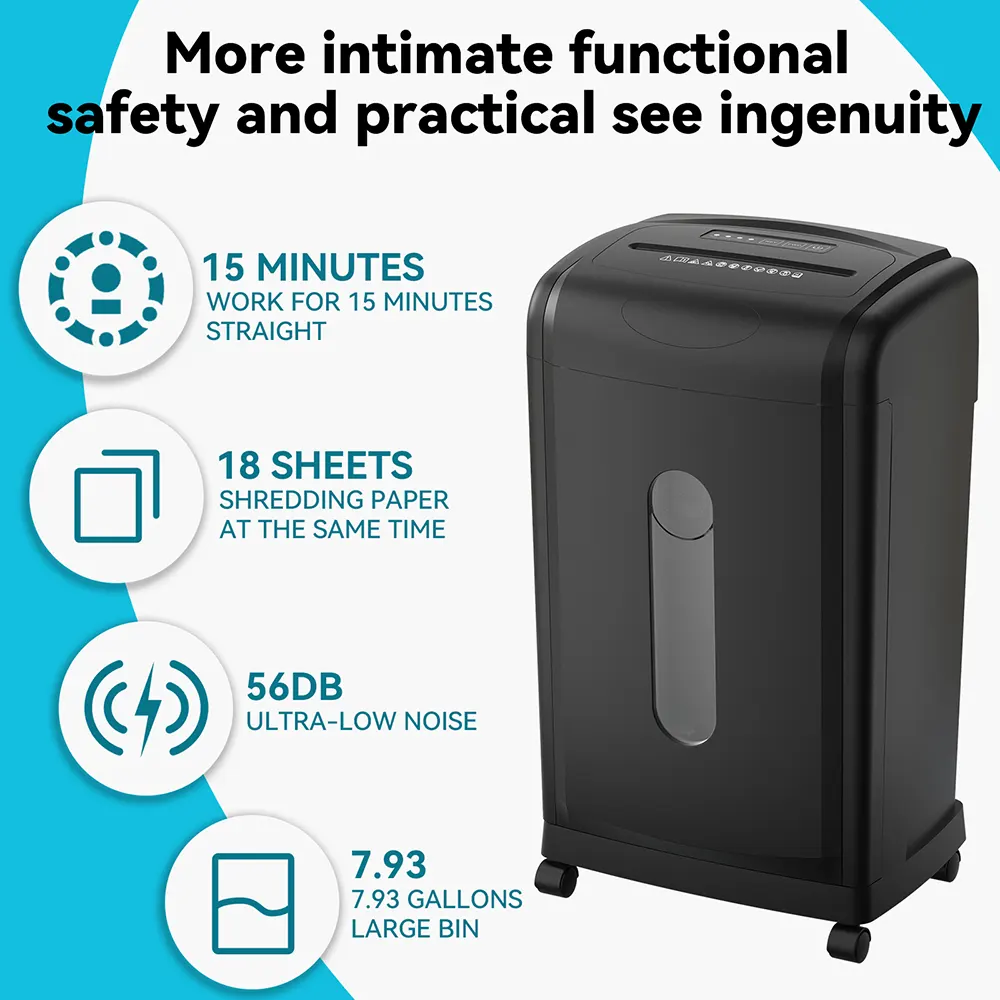 More intimate functional
safety and practical see ingenuity
15 MINUTES
WORK FOR 15 MINUTES
STRAIGHT
18 SHEETS
SHREDDING PAPER
AT THE SAME TIME
56DB
ULTRA-LOW NOISE
7.93
7.93 GALLONS
LARGE BIN